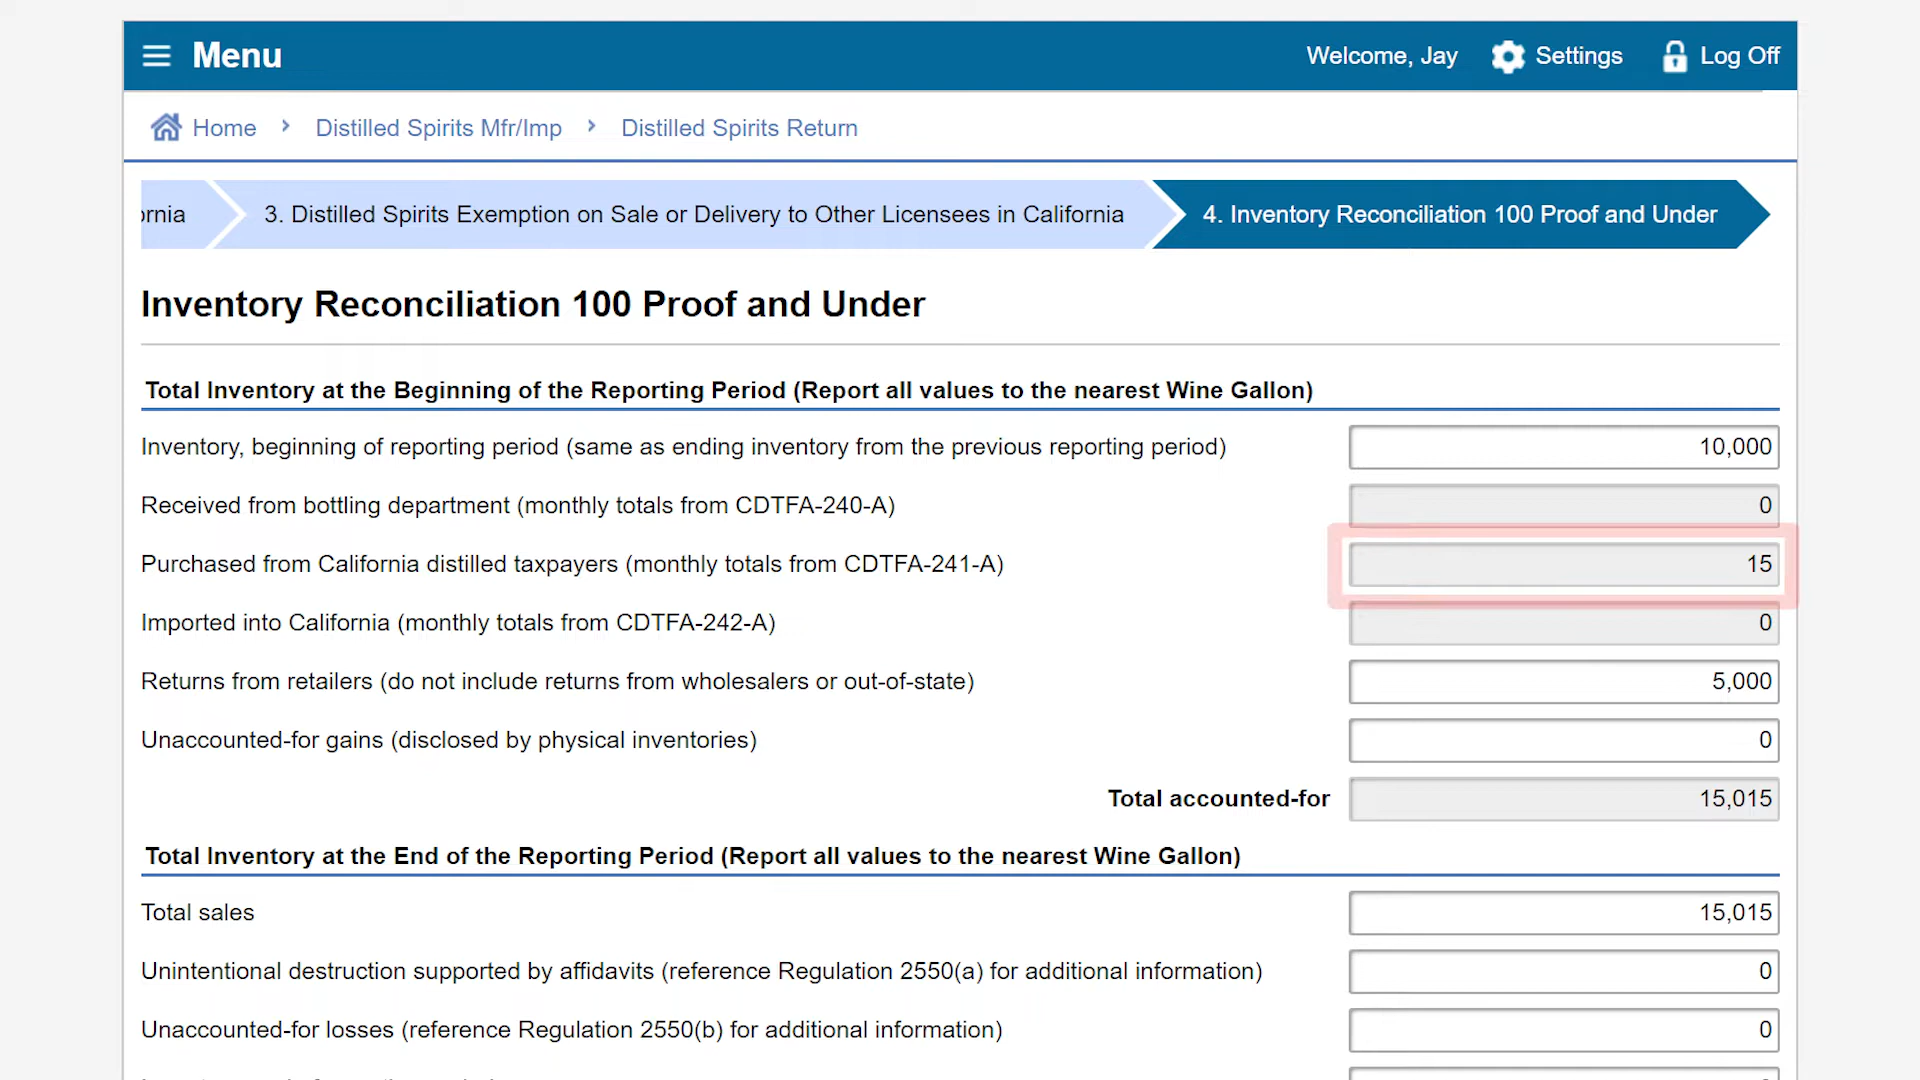 Menu
Welcome, Jay Settings Log Off
Home Distilled Spirits Mfr/Imp Distilled Spirits Return
3. Distilled Spirits Exemption on Sale or Delivery to Other Licensees in California 4. Inventory Reconciliation 100 Proof and Under
Inventory Reconciliation 100 Proof and Under
Total Inventory at the Beginning of the Reporting Period (Report all values to the nearest Wine Gallon)
Inventory, beginning of reporting period (same as ending inventory from the previous reporting period) 10,000
Received from bottling department (monthly totals from CDTFA-240-A) 0
Purchased from California distilled taxpayers (monthly totals from CDTFA-241-A) 15
Imported into California (monthly totals from CDTFA-242-A) 0
Returns from retailers (do not include returns from wholesalers or out-of-state) 5,000
Unaccounted-for gains (disclosed by physical inventories) 0
Total accounted-for 15,015
Total Inventory at the End of the Reporting Period (Report all values to the nearest Wine Gallon)
Total sales 15,015
Unintentional destruction supported by affidavits (reference Regulation 2550(a) for additional information) 0
Unaccounted-for losses (reference Regulation 2550(b) for additional information) 0